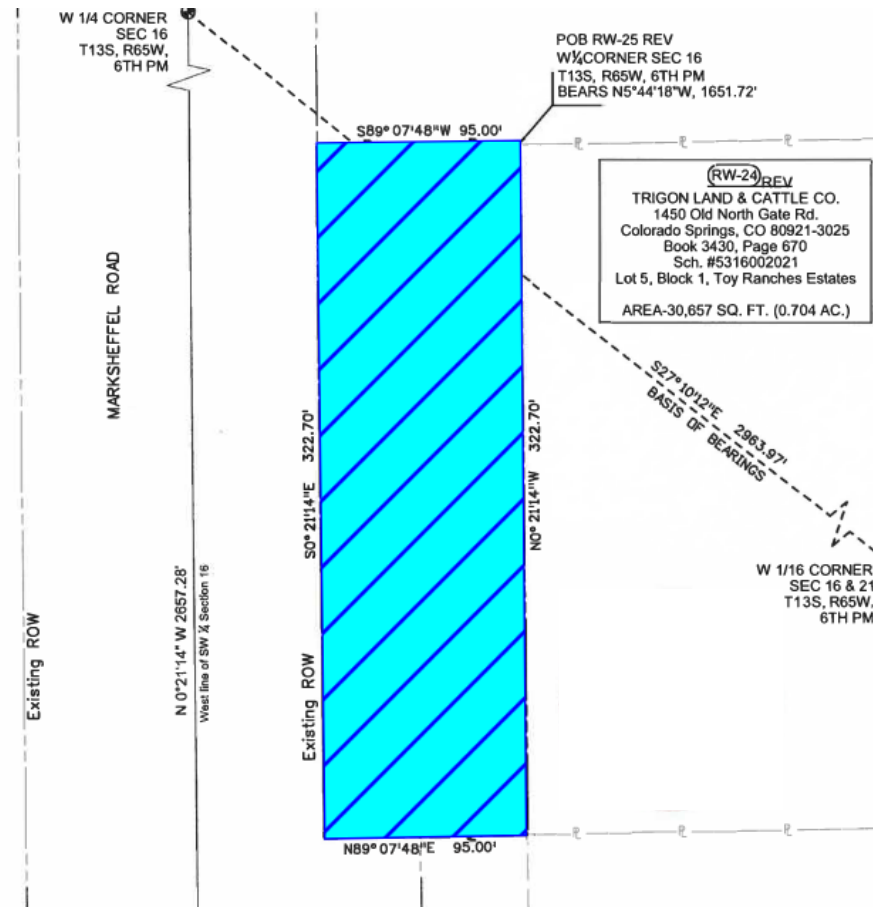 W 1/4 CORNER
SEC 16
T13S, R65W,
6TH PM
POB RW-25 REV
W¼CORNER SEC 16
T13S, R65W, 6TH PM
BEARS N5°44'18"W, 1651.72'
S89° 07'48"W 95.00'
RW-24 REV
TRIGON LAND & CATTLE CO.
1450 Old North Gate Rd.
Colorado Springs, CO 80921-3025
Book 3430, Page 670
Sch. #5316002021
Lot 5, Block 1, Toy Ranches Estates
AREA-30,657 SQ. FT. (0.704 AC.)
MARKSHEFFEL ROAD
S27° 10'12"E 2963.97'
BASIS OF BEARINGS
S0° 21'14"E 322.70'
N0° 21'14"W 322.70'
W 1/16 CORNER
SEC 16 & 21
T13S, R65W,
6TH PM
N 0°21'14" W 2657.28'
West line of SW ¼ Section 16
Existing ROW
Existing ROW
N89° 07'48"E 95.00'